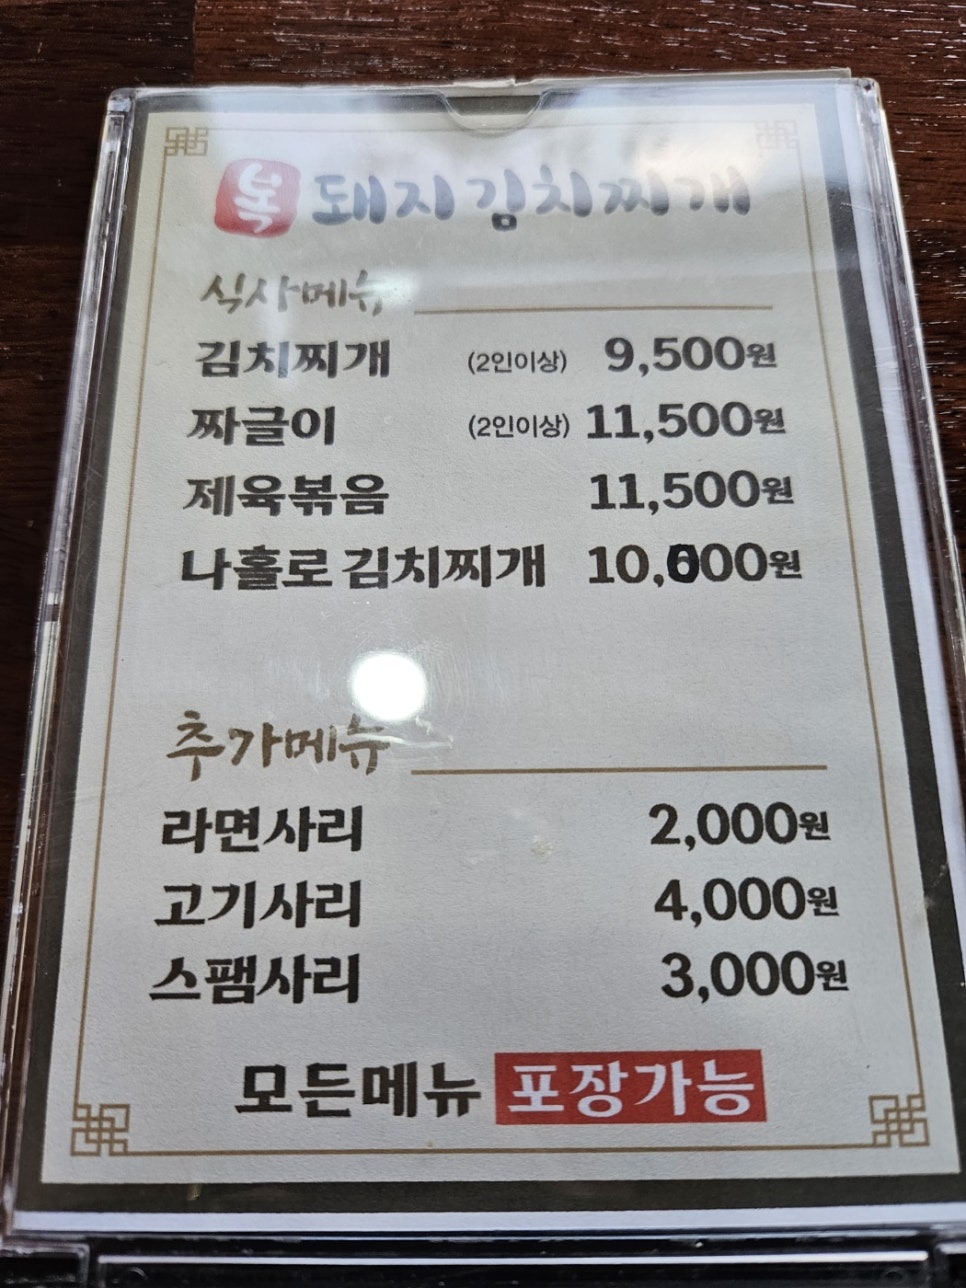 복 돼지김치찌개
식사메뉴
김치찌개 (2인이상) 9,500원
짜글이 (2인이상) 11,500원
제육볶음 11,500원
나홀로 김치찌개 10,000원
추가메뉴
라면사리 2,000원
고기사리 4,000원
스팸사리 3,000원
모든메뉴 포장가능